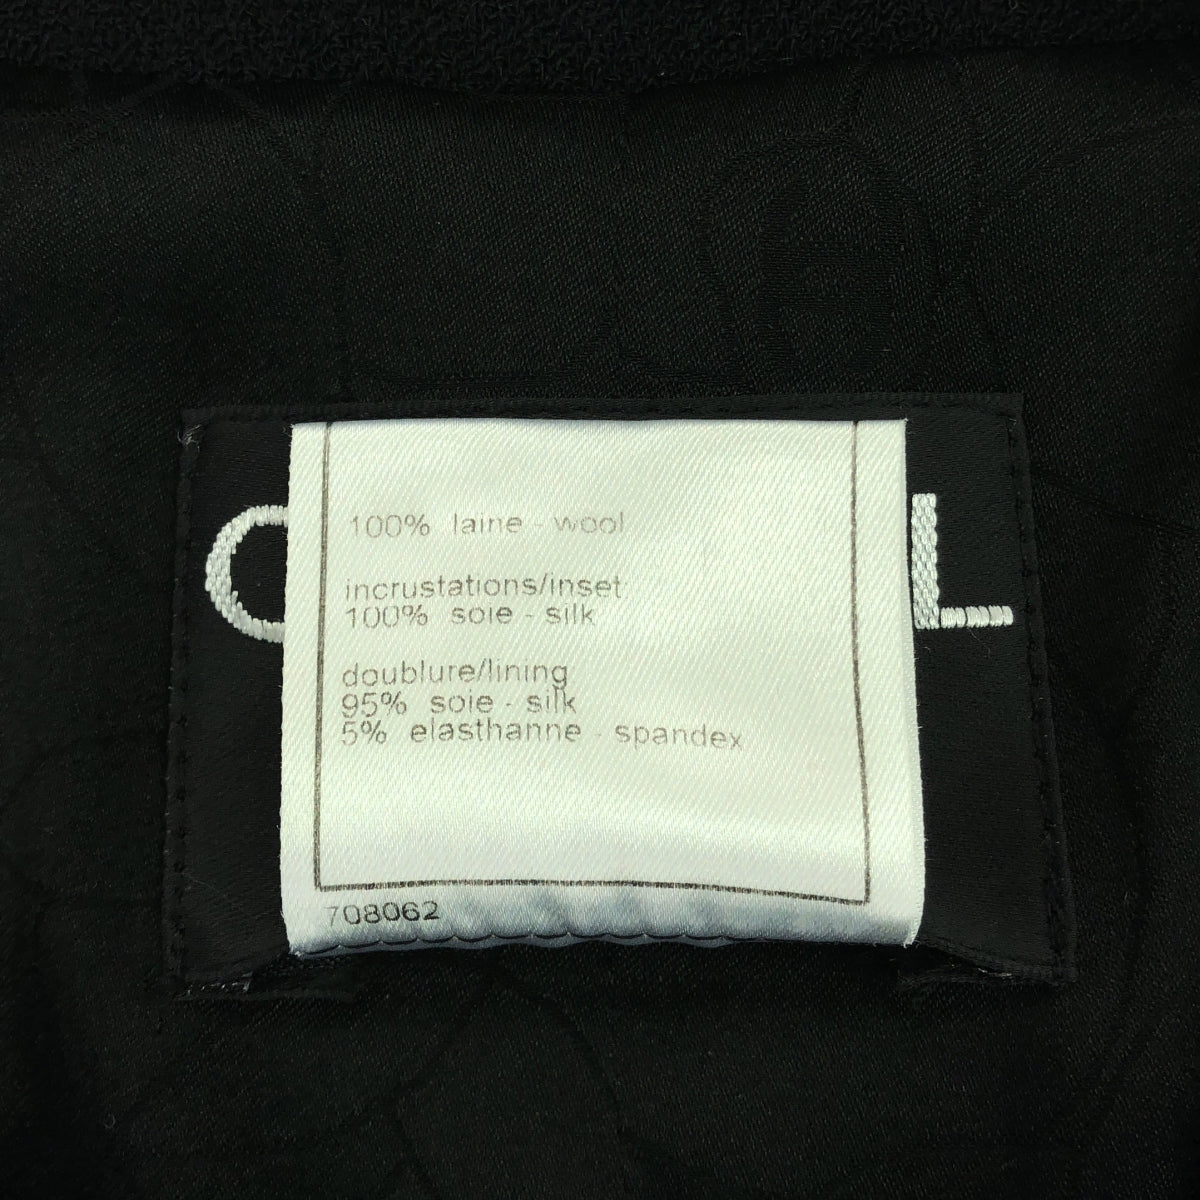 C L
100% laine - wool
incrustations/inset
100% soie - silk
doublure/lining
95% soie - silk
5% elasthanne - spandex
708062